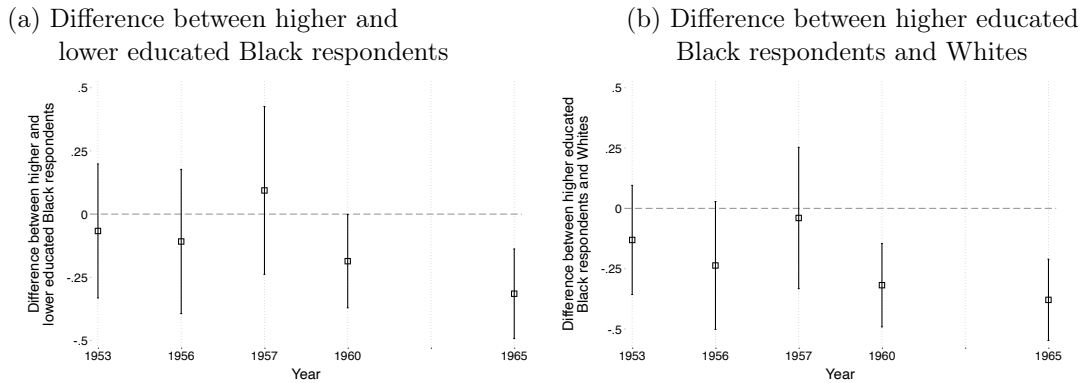 (a) Difference between higher and
lower educated Black respondents
Difference between higher and
lower educated Black respondents
.5
.25
0
-.25
-.5
1953 1956 1957 1960 1965
Year
(b) Difference between higher educated
Black respondents and Whites
Difference between higher educated
Black respondents and Whites
.5
.25
0
-.25
-.5
1953 1956 1957 1960 1965
Year